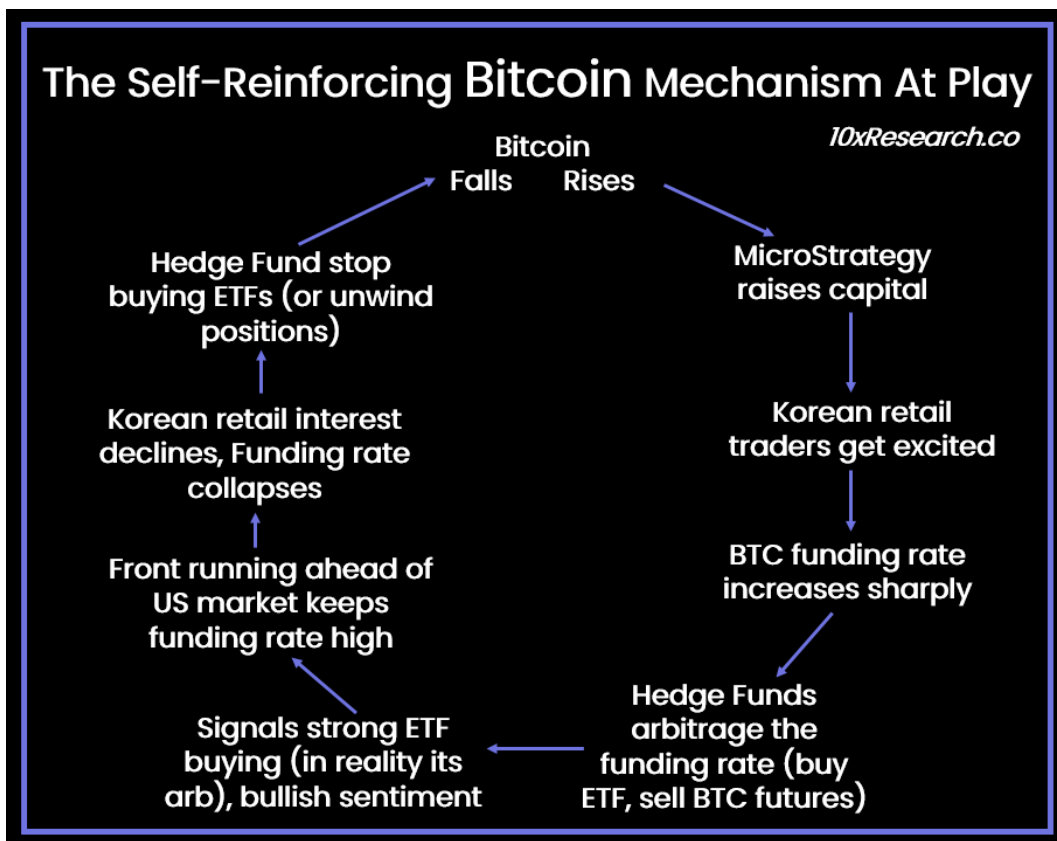 The Self-Reinforcing Bitcoin Mechanism At Play
10xResearch.co
Bitcoin
Falls Rises
MicroStrategy
raises capital
Korean retail
traders get excited
BTC funding rate
increases sharply
Hedge Funds
arbitrage the
funding rate (buy
ETF, sell BTC futures)
Signals strong ETF
buying (in reality its
arb), bullish sentiment
Front running ahead of
US market keeps
funding rate high
Korean retail interest
declines, Funding rate
collapses
Hedge Fund stop
buying ETFs (or unwind
positions)